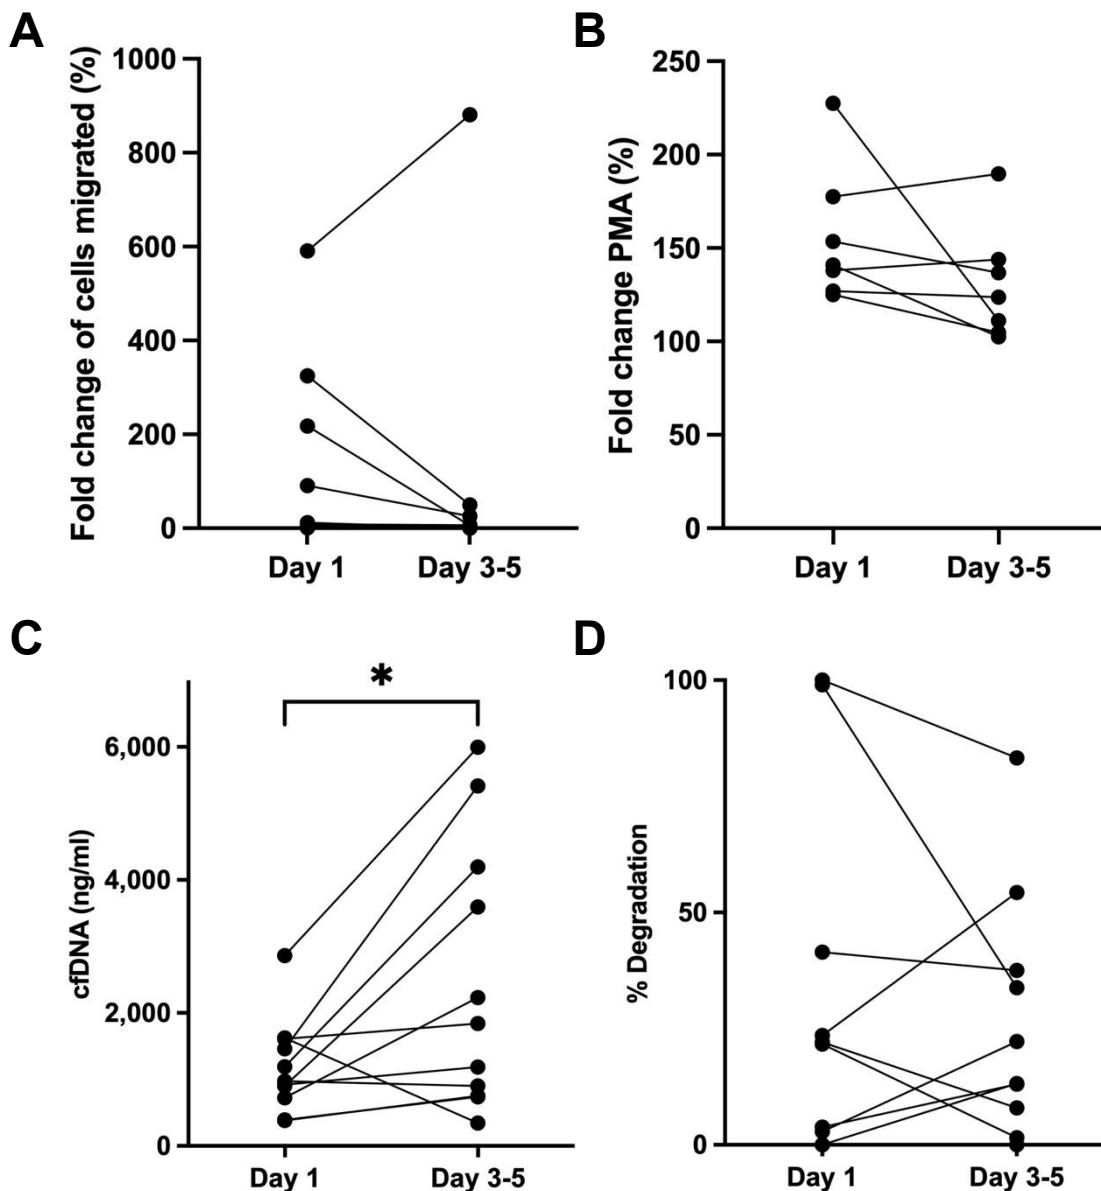 A
Fold change of cells migrated (%)
1000
800
600
400
200
0
Day 1 Day 3-5
B
Fold change PMA (%)
250
200
150
100
50
0
Day 1 Day 3-5
C
cfDNA (ng/ml)
*
6,000
4,000
2,000
0
Day 1 Day 3-5
D
% Degradation
100
50
0
Day 1 Day 3-5